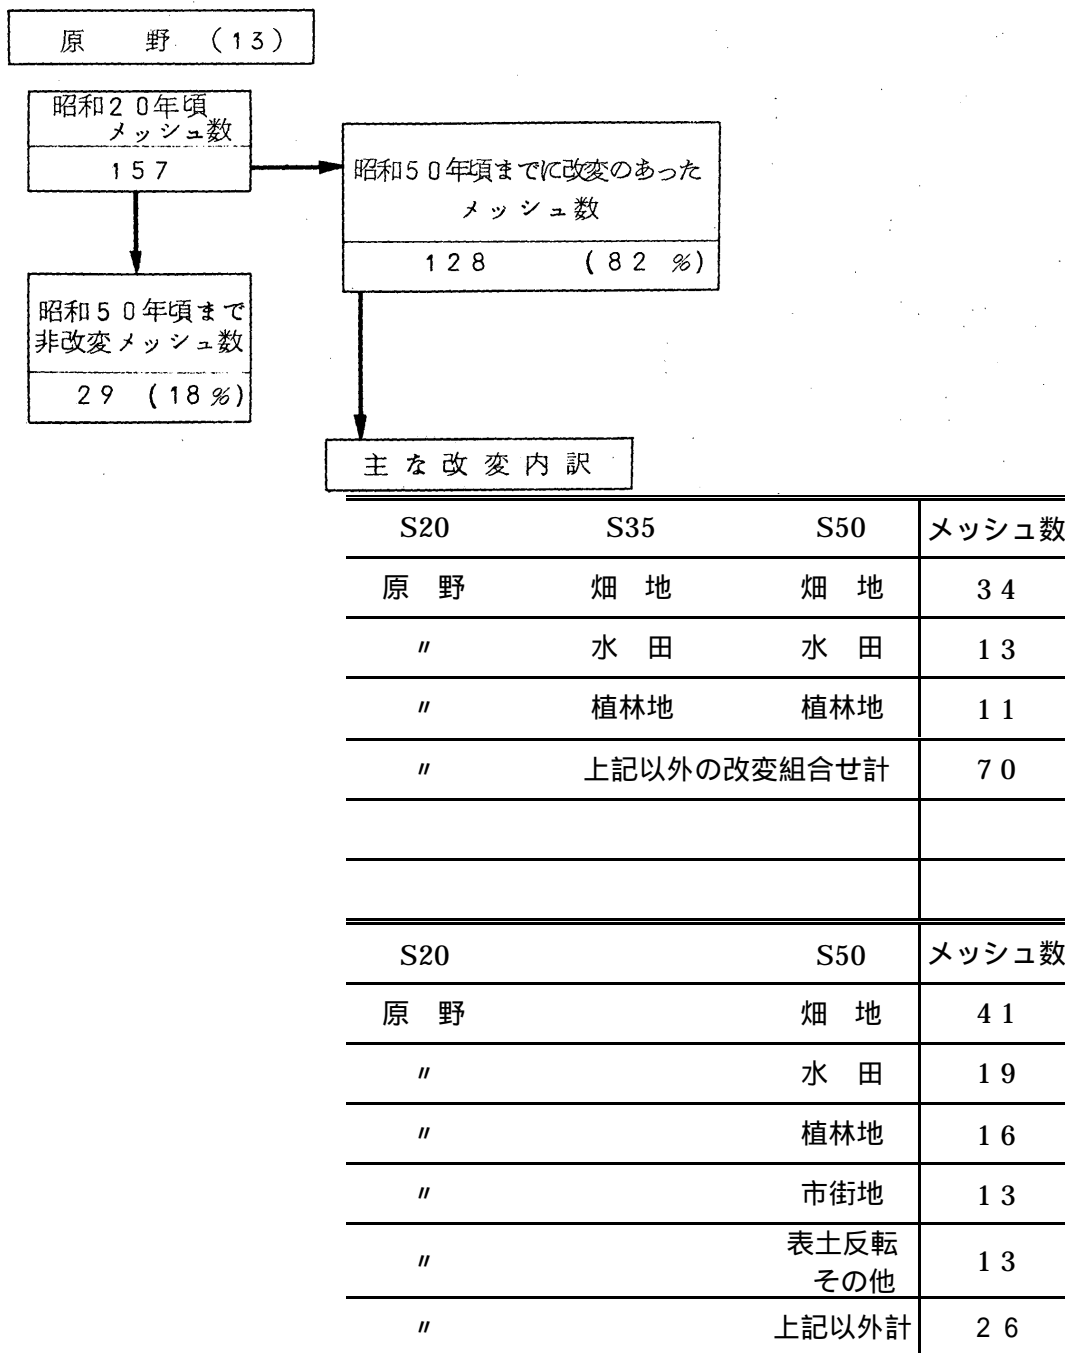 原　野 (13)
昭和20年頃
メッシュ数
157
昭和50年頃までに改変のあった
メッシュ数
128 (82 %)
昭和50年頃まで
非改変メッシュ数
29 (18%)
主な改変内訳
S20 S35 S50 メッシュ数
原　野 畑　地 畑　地 34
〃 水　田 水　田 13
〃 植林地 植林地 11
〃 上記以外の改変組合せ計 70
S20 S50 メッシュ数
原　野 畑　地 41
〃 水　田 19
〃 植林地 16
〃 市街地 13
〃 表土反転 13
その他
〃 上記以外計 26